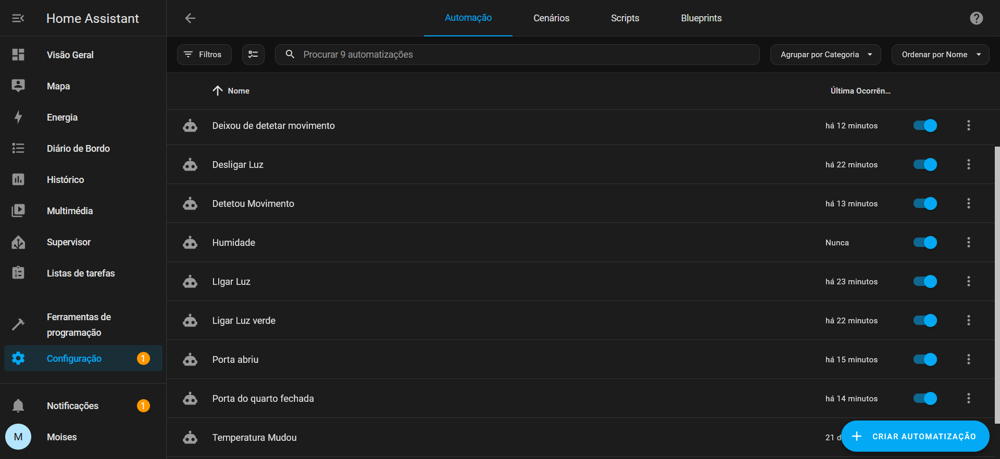 Home Assistant
Automação
Cenários
Scripts
Blueprints
Filtros
Procurar 9 automatizações
Agrupar por Categoria
Ordenar por Nome
Visão Geral
Mapa
Energia
Diário de Bordo
Histórico
Multimédia
Supervisor
Listas de tarefas
Ferramentas de
programação
Configuração
1
Notificações
1
M
Moises
Nome
Última Ocorrên...
Deixou de detetar movimento
há 12 minutos
Desligar Luz
há 22 minutos
Detetou Movimento
há 13 minutos
Humidade
Nunca
LIgar Luz
há 23 minutos
Ligar Luz verde
há 22 minutos
Porta abriu
há 15 minutos
Porta do quarto fechada
há 14 minutos
Temperatura Mudou
21 d
CRIAR AUTOMATIZAÇÃO